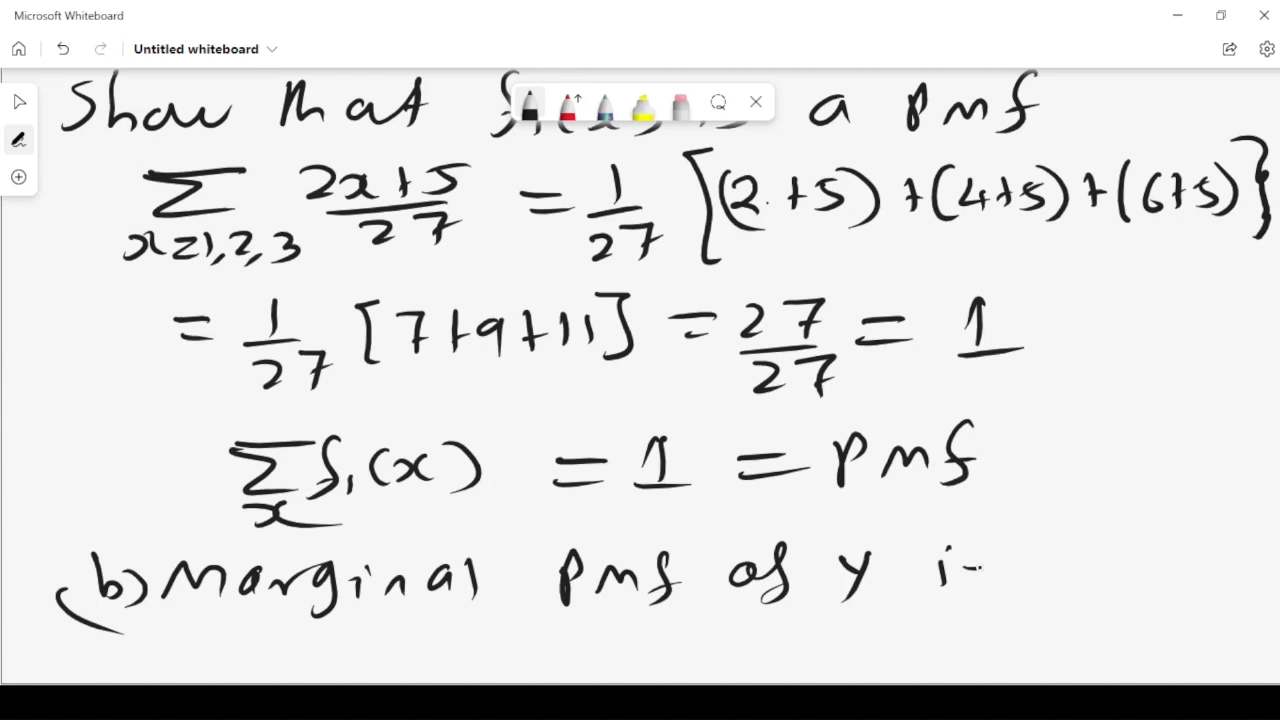 Microsoft Whiteboard
Untitled whiteboard
Show that a pmf
∑ 2x+5/27 = 1/27 [(2+5)+(4+5)+(6+5)}
x=1,2,3
= 1/27 [7+9+11] = 27/27 = 1
∑ f₁(x) = 1 = pmf
x
(b) Marginal pmf of y i